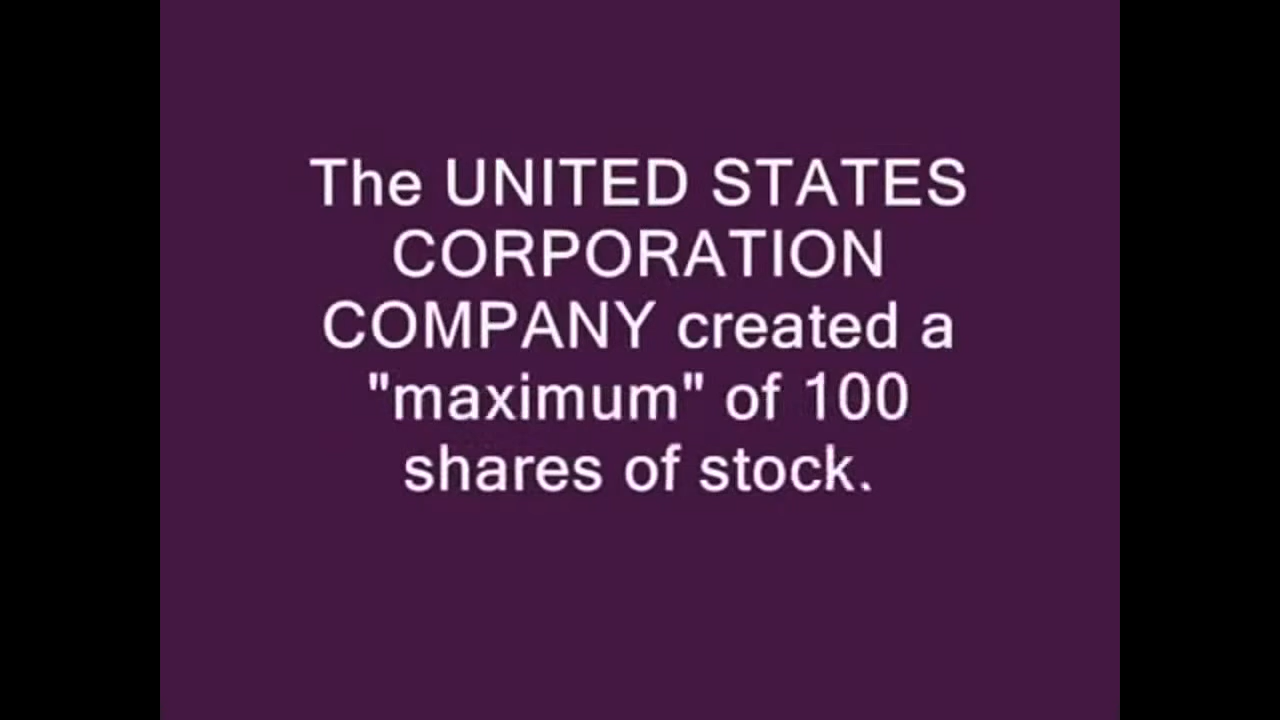 The UNITED STATES
CORPORATION
COMPANY created a
"maximum" of 100
shares of stock.